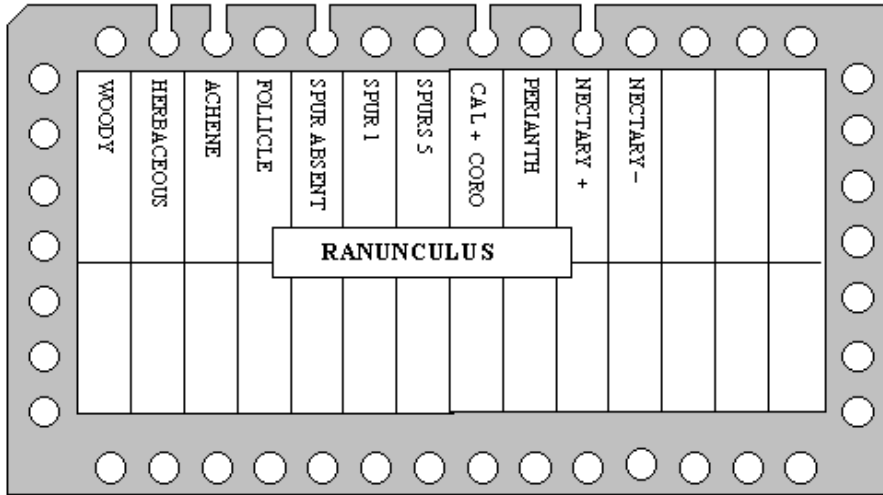 WOODY
HERBACEOUS
ACHENE
FOLLICLE
SPUR ABSENT
SPUR 1
SPURS 5
CAL + CORO
PERIANTH
NECTARY +
NECTARY -
RANUNCULUS